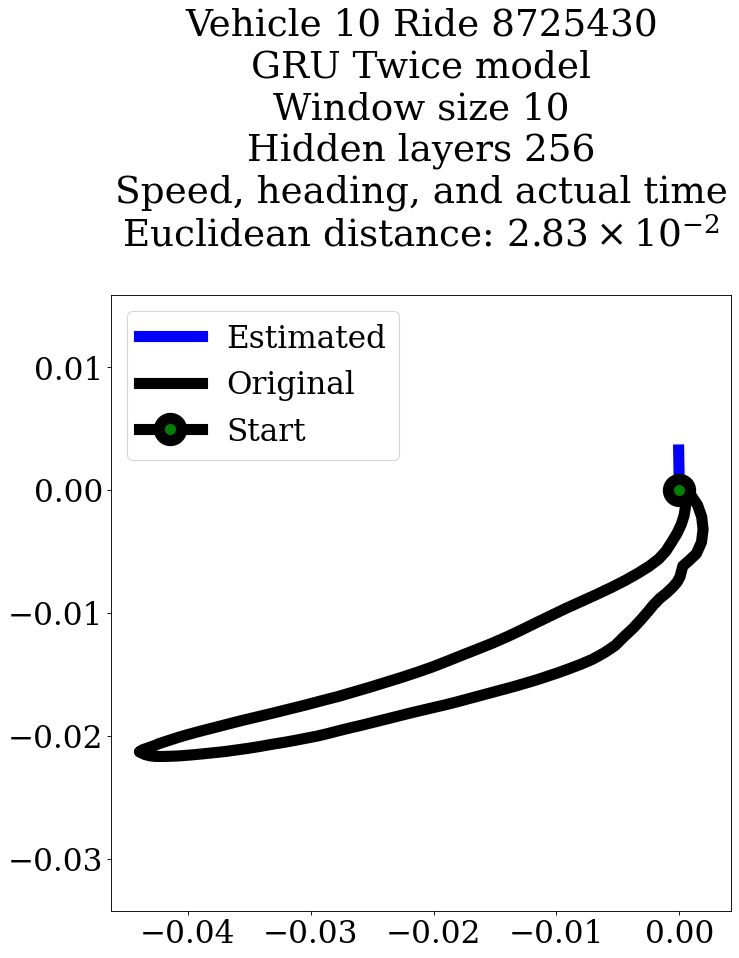 Vehicle 10 Ride 8725430
GRU Twice model
Window size 10
Hidden layers 256
Speed, heading, and actual time
Euclidean distance: 2.83 × 10⁻²
Estimated
Original
Start
0.01
0.00
−0.01
−0.02
−0.03
−0.04 −0.03 −0.02 −0.01 0.00